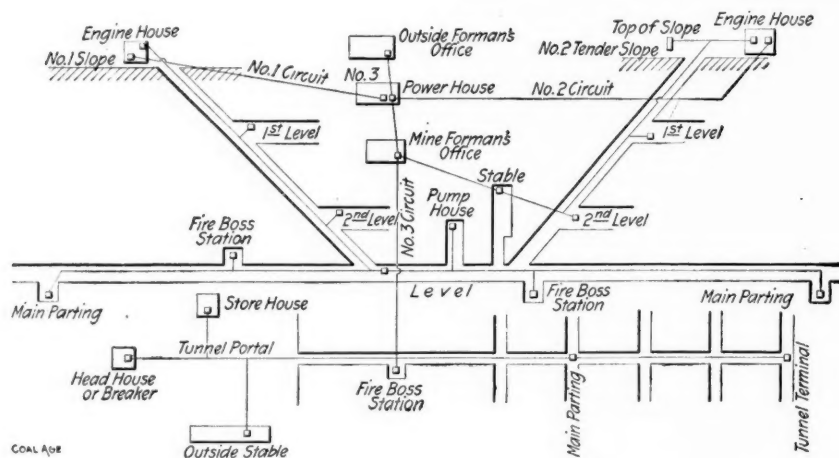 Engine House
No.1 Slope
Outside Forman's
Office
Top of Slope
Engine House
No.2 Tender Slope
No.1 Circuit
No.3
Power House
No.2 Circuit
1st Level
Mine Forman's
Office
1st Level
Stable
Pump
House
No.3 Circuit
2nd Level
2nd Level
Fire Boss
Station
Main Parting
Store House
Level
Fire Boss
Station
Main Parting
Tunnel Portal
Head House
or Breaker
Fire Boss
Station
Main Parting
Tunnel Terminal
Outside Stable
COAL AGE